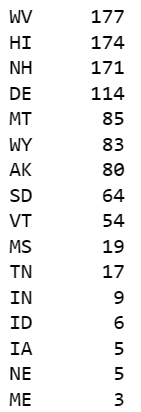 WV 177
HI 174
NH 171
DE 114
MT 85
WY 83
AK 80
SD 64
VT 54
MS 19
TN 17
IN 9
ID 6
IA 5
NE 5
ME 3